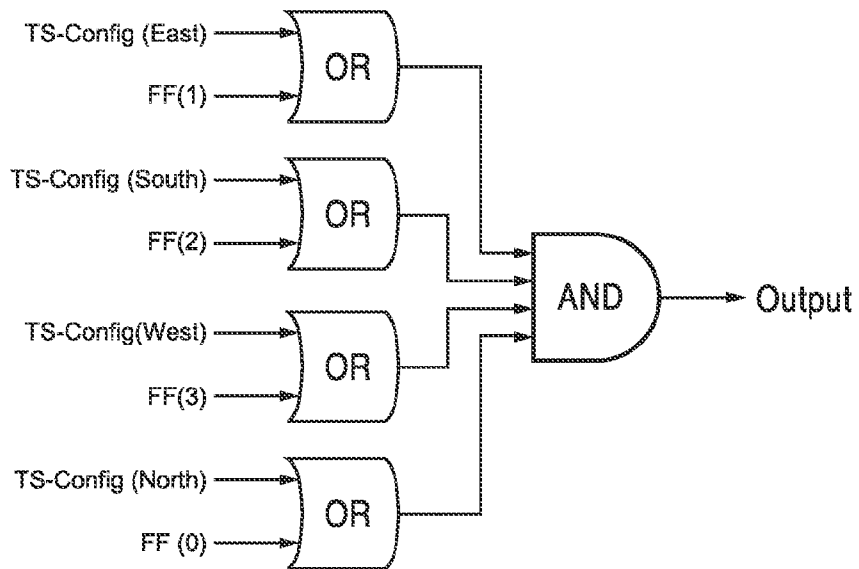 TS-Config (East)
FF(1)
OR
TS-Config (South)
FF(2)
OR
TS-Config(West)
FF(3)
OR
TS-Config (North)
FF (0)
OR
AND
Output